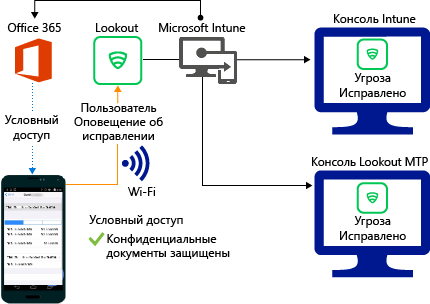 Office 365
Lookout
Microsoft Intune
Консоль Intune
Угроза
Исправлено
Условный
доступ
Пользователь
Оповещение об
исправлении
Wi-Fi
Консоль Lookout MTP
Угроза
Исправлено
Условный доступ
Конфиденциальные
документы защищены